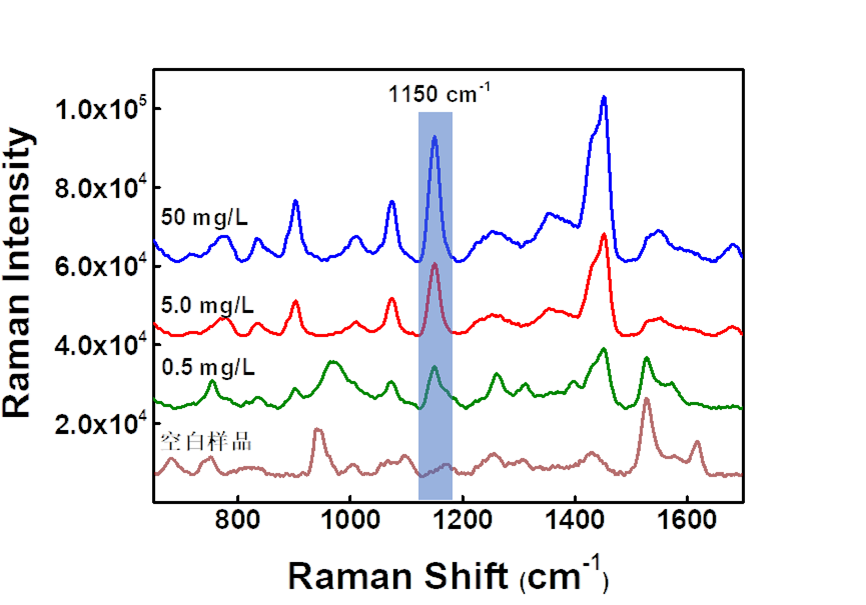 1150 cm⁻¹
1.0x10⁵
8.0x10⁴
6.0x10⁴
4.0x10⁴
2.0x10⁴
50 mg/L
5.0 mg/L
0.5 mg/L
空白样品
Raman Intensity
800 1000 1200 1400 1600
Raman Shift (cm⁻¹)